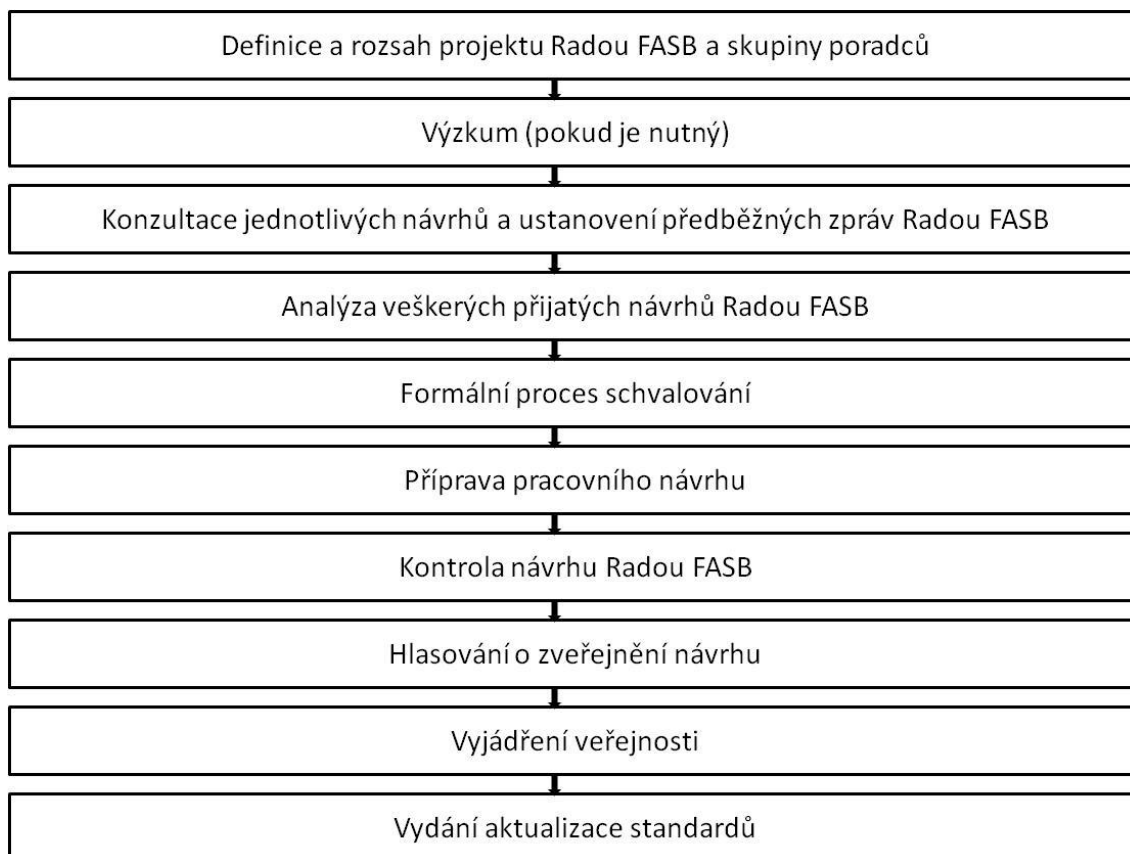 Definice a rozsah projektu Radou FASB a skupiny poradců
Výzkum (pokud je nutný)
Konzultace jednotlivých návrhů a ustanovení předběžných zpráv Radou FASB
Analýza veškerých přijatých návrhů Radou FASB
Formální proces schvalování
Příprava pracovního návrhu
Kontrola návrhu Radou FASB
Hlasování o zveřejnění návrhu
Vyjádření veřejnosti
Vydání aktualizace standardů